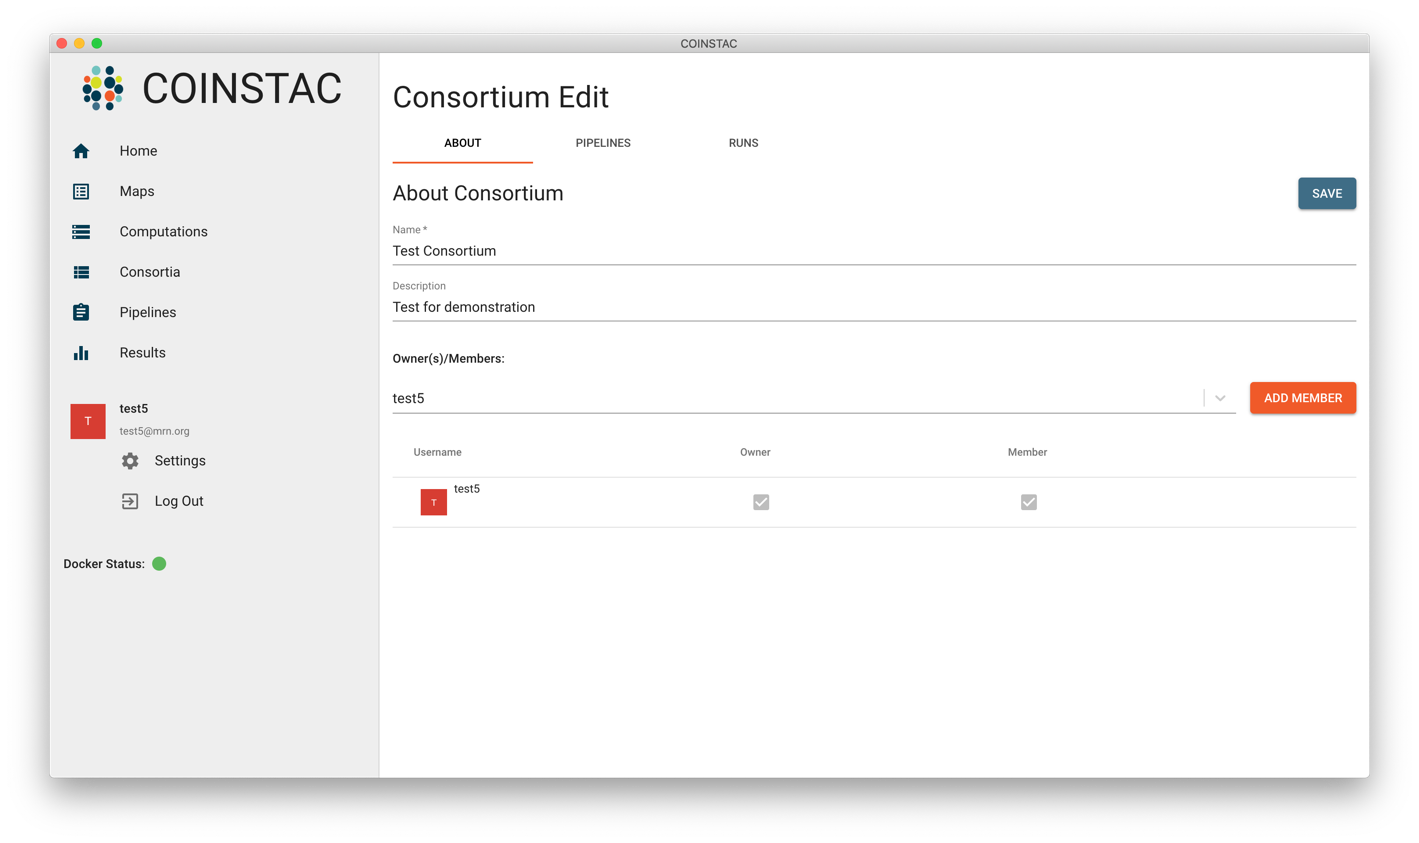 COINSTAC
COINSTAC
Home
Maps
Computations
Consortia
Pipelines
Results
T
test5
test5@mrn.org
Settings
Log Out
Docker Status:
Consortium Edit
ABOUT PIPELINES RUNS
About Consortium
SAVE
Name *
Test Consortium
Description
Test for demonstration
Owner(s)/Members:
test5
ADD MEMBER
Username Owner Member
T test5